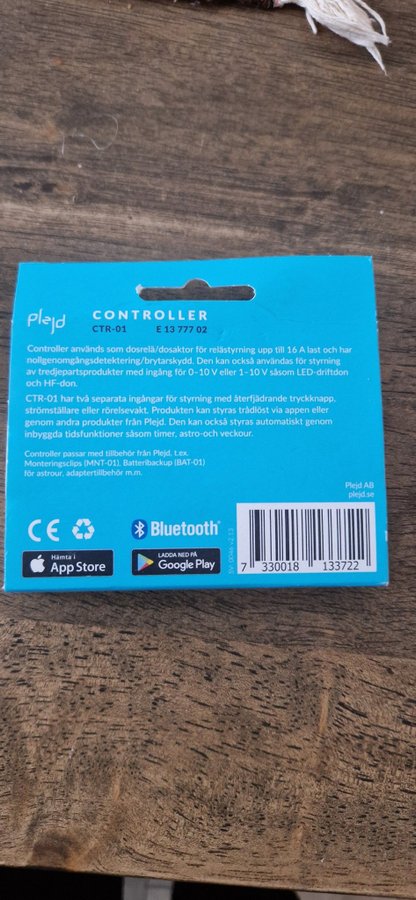 Plejd
CONTROLLER
CTR-01 E 13 777 02
Controller används som dosrelä/dosaktor för relästyrning upp till 16 A last och har
nollgenomgångsdetektering/brytarskydd. Den kan också användas för styrning
av tredjepartsprodukter med ingång för 0–10 V eller 1–10 V såsom LED-driftdon
och HF-don.
CTR-01 har två separata ingångar för styrning med återfjädrande tryckknapp,
strömställare eller rörelsevakt. Produkten kan styras trådlöst via appen eller
genom andra produkter från Plejd. Den kan också styras automatiskt genom
inbyggda tidsfunktioner såsom timer, astro-och veckour.
Controller passar med tillbehör från Plejd. t.ex.
Monteringsclips (MNT-01), Batteribackup (BAT-01)
för astrour, adaptertillbehör m.m.
Plejd AB
plejd.se
CE
Bluetooth®
Hämta i
App Store
LADDA NED PÅ
Google Play
SV 0046 v2.13
7 330018 133722